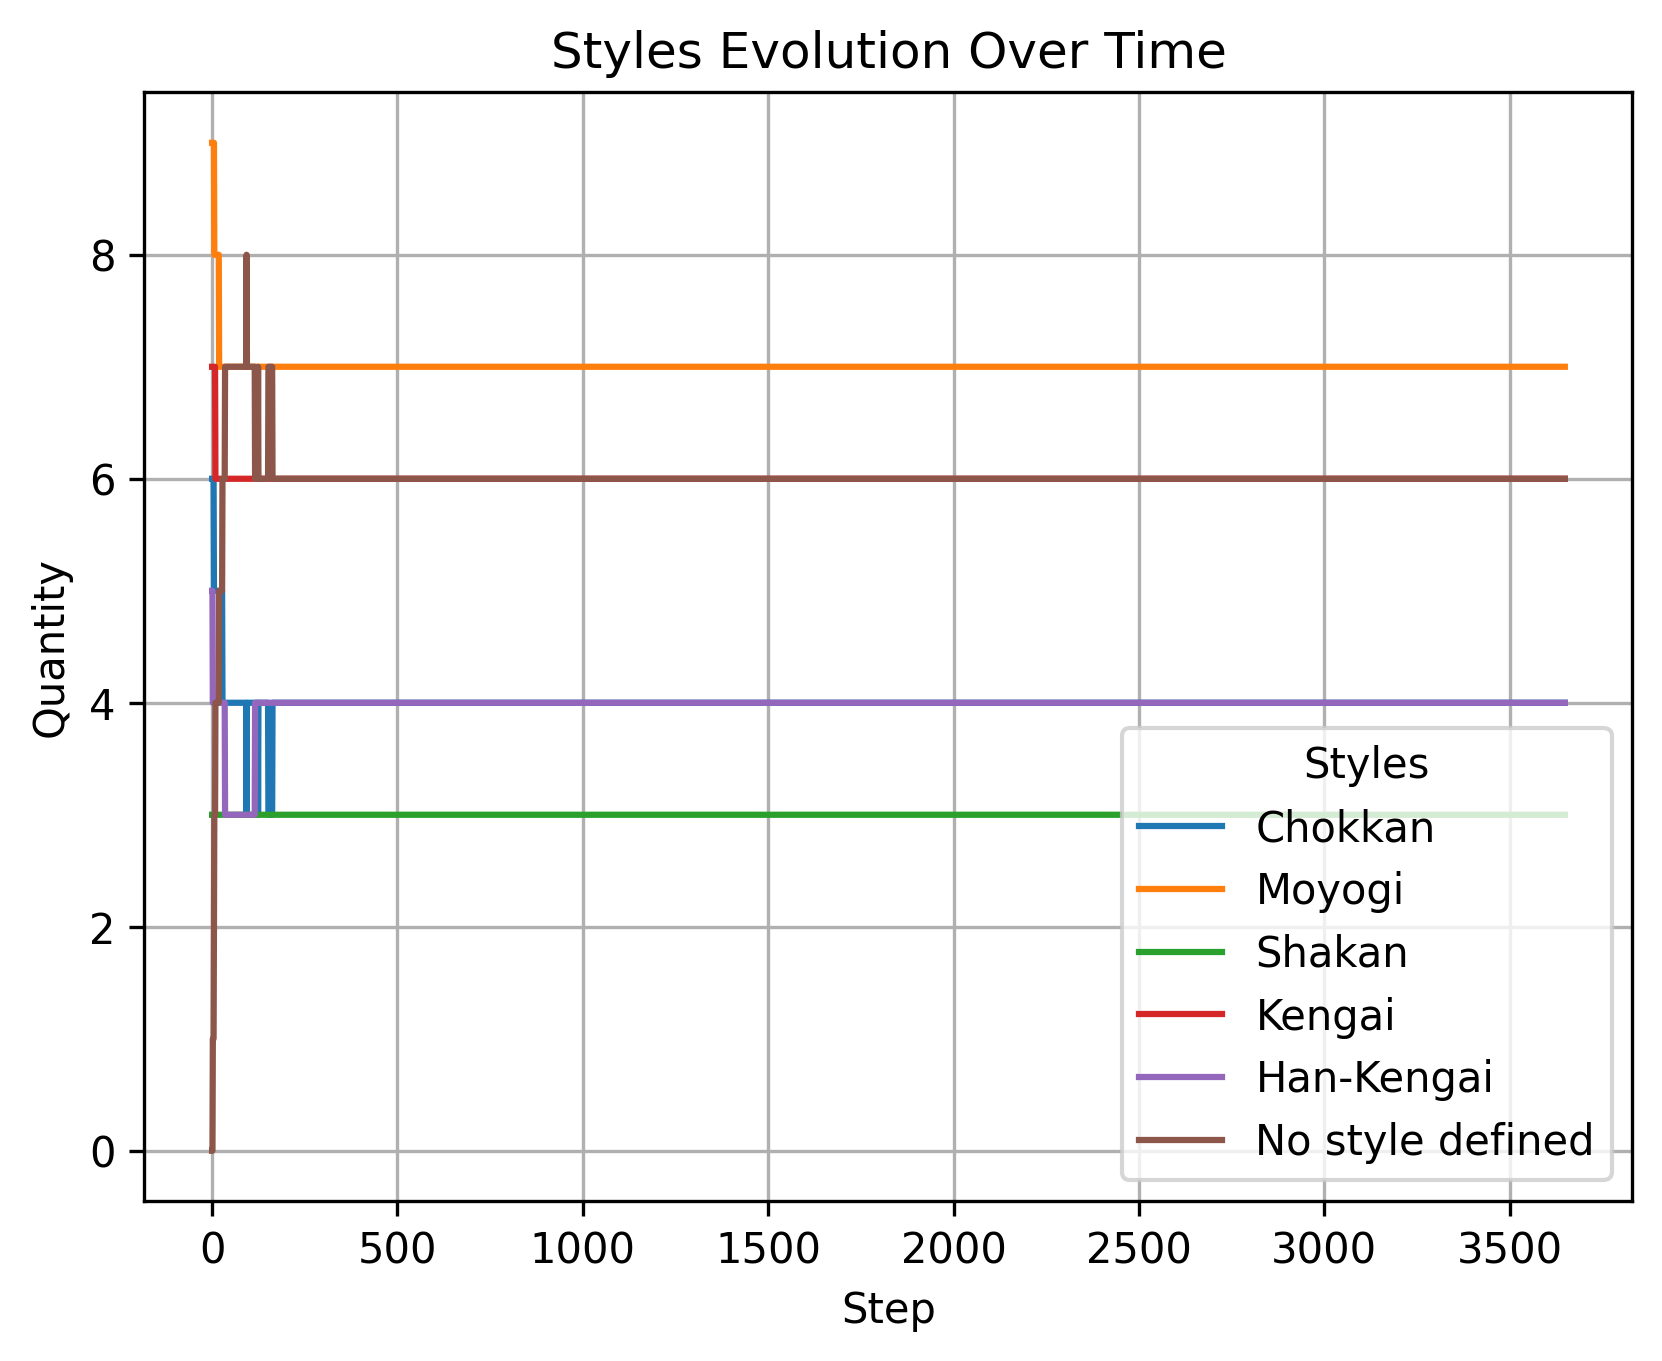 Styles Evolution Over Time
Quantity
8
6
4
2
0
Styles
Chokkan
Moyogi
Shakan
Kengai
Han-Kengai
No style defined
0 500 1000 1500 2000 2500 3000 3500
Step